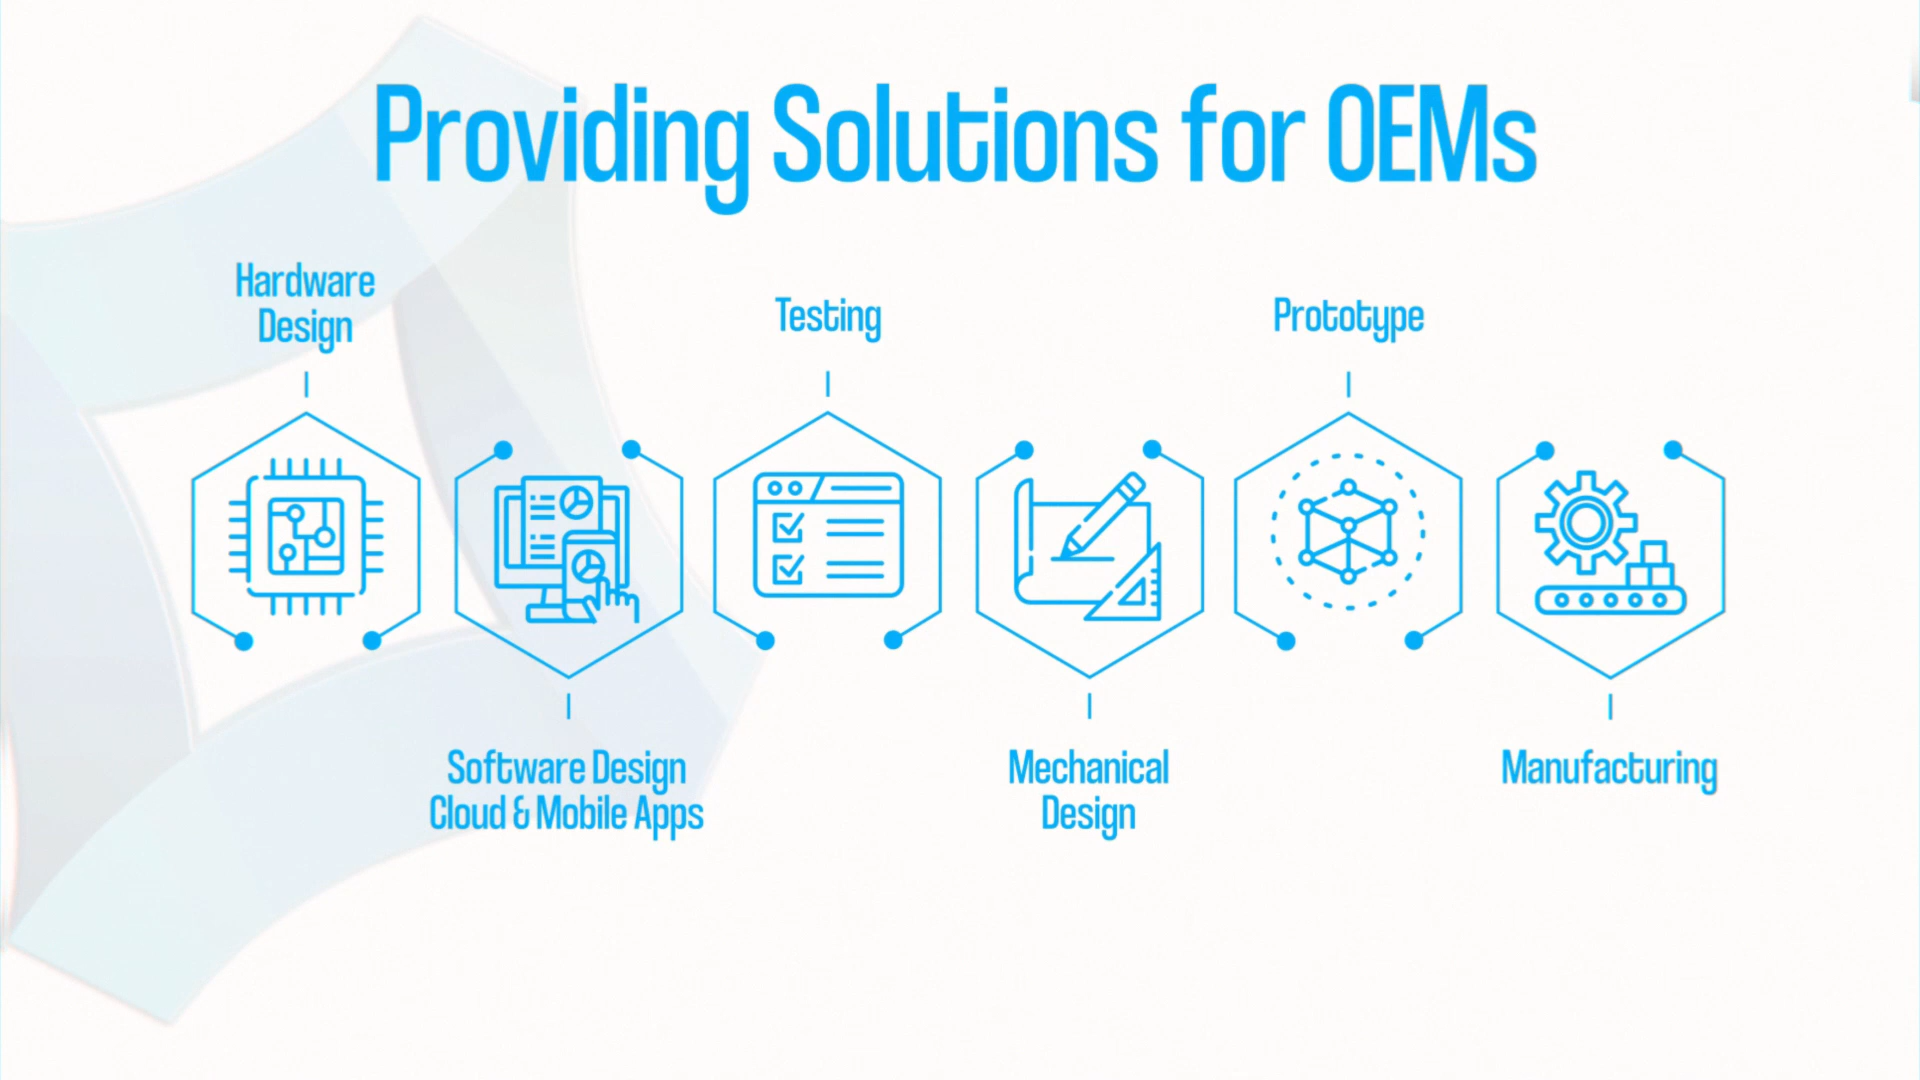 Providing Solutions for OEMs
Hardware
Design
Software Design
Cloud & Mobile Apps
Testing
Mechanical
Design
Prototype
Manufacturing